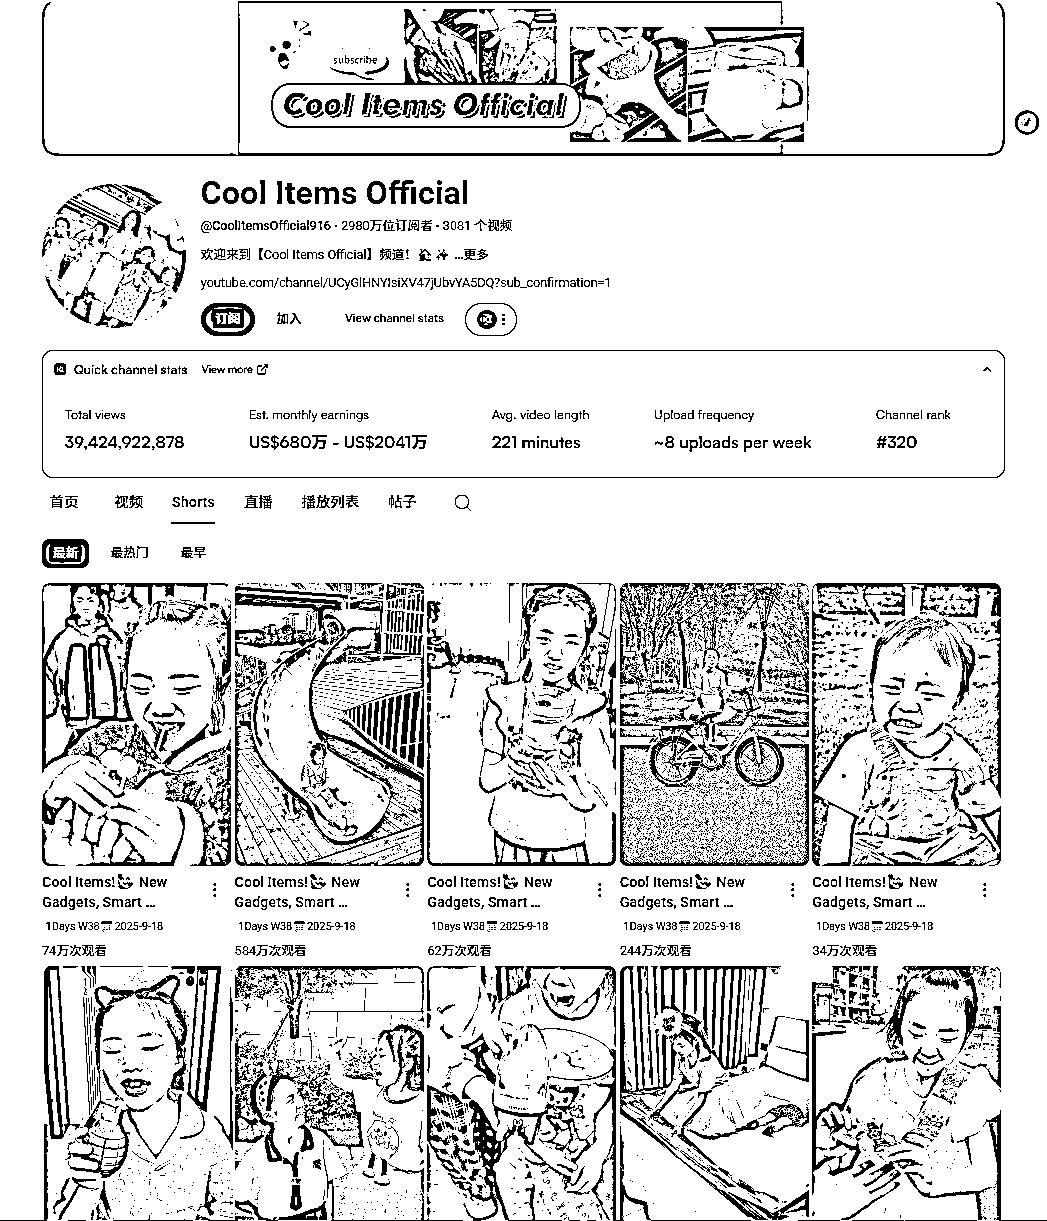 subscribe
Cool Items Official
Cool Items Official
@CoolItemsOfficial916 · 2980万位订阅者 · 3081 个视频
欢迎来到【Cool Items Official】频道! ...更多
youtube.com/channel/UCyGlHNYIsiXV47jUbvYA5DQ?sub_confirmation=1
订阅 加入 View channel stats
Quick channel stats View more
Total views Est. monthly earnings Avg. video length Upload frequency Channel rank
39,424,922,878 US$680万 - US$2041万 221 minutes ~8 uploads per week #320
首页 视频 Shorts 直播 播放列表 帖子
最新 最热门 最早
Cool Items! New Cool Items! New Cool Items! New Cool Items! New Cool Items! New
Gadgets, Smart ... Gadgets, Smart ... Gadgets, Smart ... Gadgets, Smart ... Gadgets, Smart ...
1Days W38 2025-9-18 1Days W38 2025-9-18 1Days W38 2025-9-18 1Days W38 2025-9-18 1Days W38 2025-9-18
74万次观看 584万次观看 62万次观看 244万次观看 34万次观看